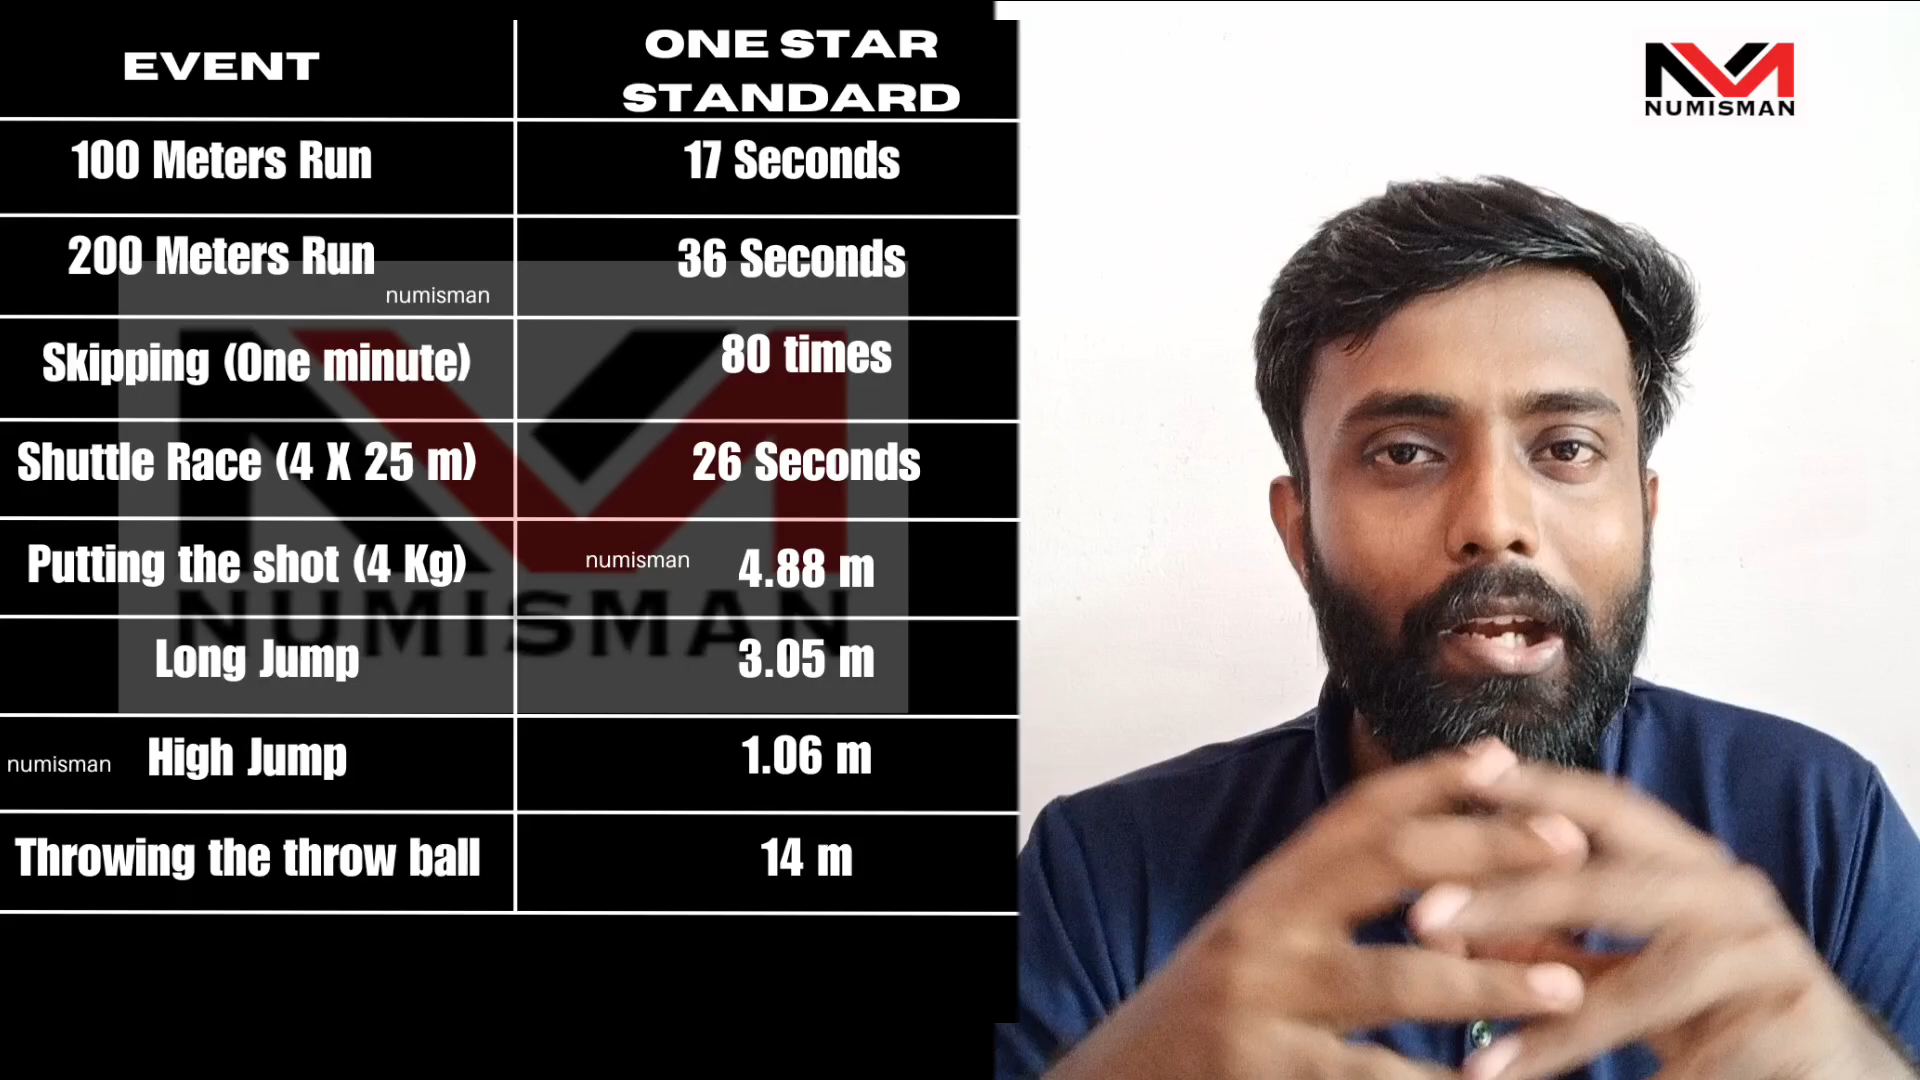 EVENT
ONE STAR
STANDARD
100 Meters Run
17 Seconds
200 Meters Run
36 Seconds
numisman
Skipping (One minute)
80 times
Shuttle Race (4 X 25 m)
26 Seconds
Putting the shot (4 Kg)
numisman
4.88 m
NUMISMAN
Long Jump
3.05 m
numisman
High Jump
1.06 m
Throwing the throw ball
14 m
NUMISMAN